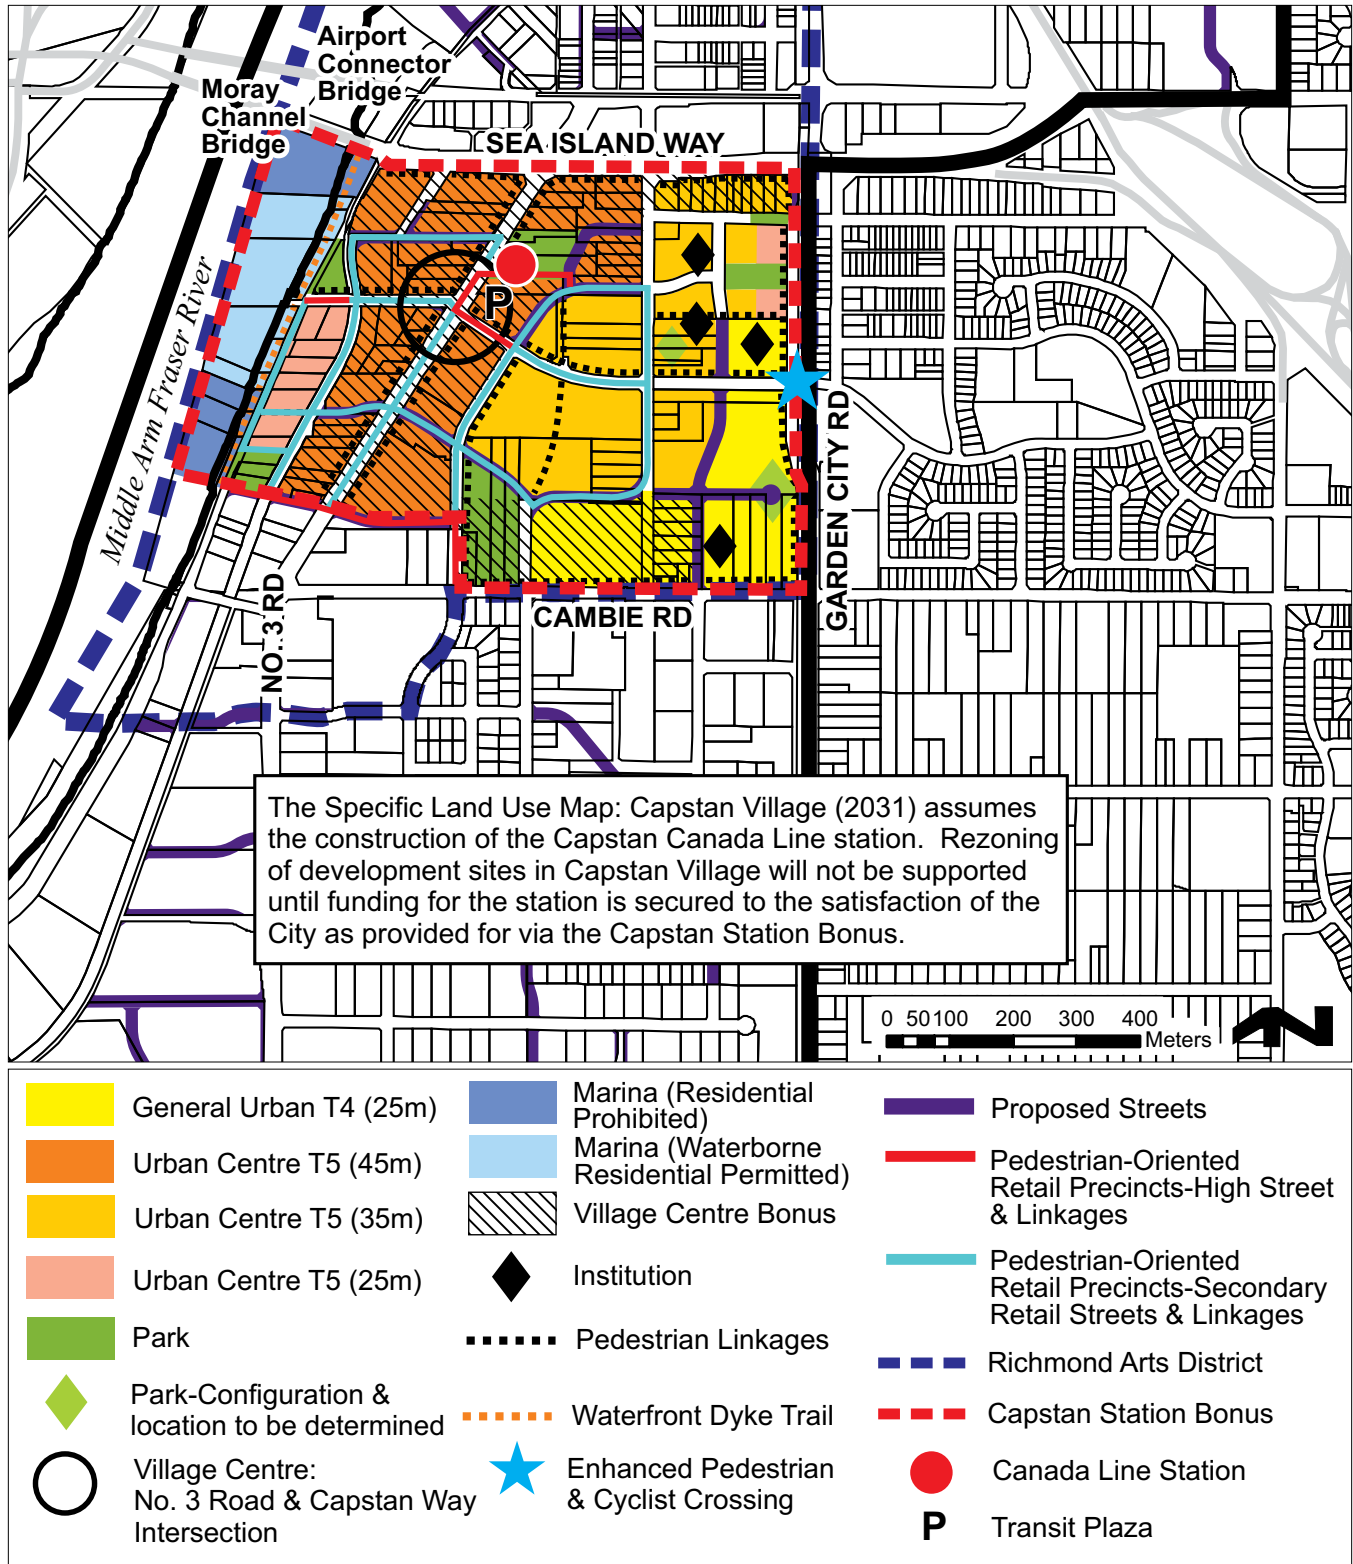 Airport
Connector
Bridge
Moray
Channel
Bridge
SEA ISLAND WAY
Middle Arm Fraser River
P
GARDEN CITY RD
NO. 3 RD
CAMBIE RD
The Specific Land Use Map: Capstan Village (2031) assumes
the construction of the Capstan Canada Line station. Rezoning
of development sites in Capstan Village will not be supported
until funding for the station is secured to the satisfaction of the
City as provided for via the Capstan Station Bonus.
0 50 100 200 300 400
Meters
General Urban T4 (25m)
Urban Centre T5 (45m)
Urban Centre T5 (35m)
Urban Centre T5 (25m)
Park
Park-Configuration &
location to be determined
Village Centre:
No. 3 Road & Capstan Way
Intersection
Marina (Residential
Prohibited)
Marina (Waterborne
Residential Permitted)
Village Centre Bonus
Institution
Pedestrian Linkages
Waterfront Dyke Trail
Enhanced Pedestrian
& Cyclist Crossing
Proposed Streets
Pedestrian-Oriented
Retail Precincts-High Street
& Linkages
Pedestrian-Oriented
Retail Precincts-Secondary
Retail Streets & Linkages
Richmond Arts District
Capstan Station Bonus
Canada Line Station
P
Transit Plaza